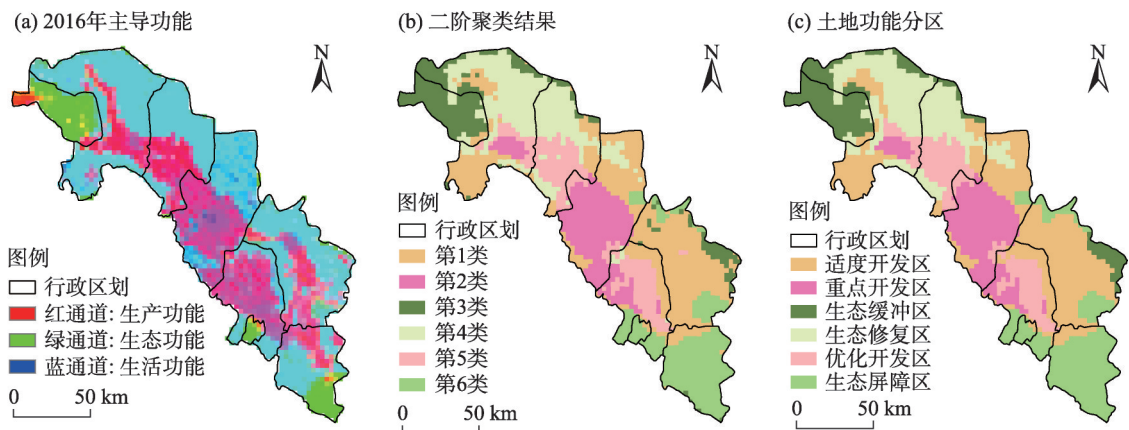 (a) 2016年主导功能
N
图例
行政区划
红通道: 生产功能
绿通道: 生态功能
蓝通道: 生活功能
0 50 km
(b) 二阶聚类结果
N
图例
行政区划
第1类
第2类
第3类
第4类
第5类
第6类
0 50 km
(c) 土地功能分区
N
图例
行政区划
适度开发区
重点开发区
生态缓冲区
生态修复区
优化开发区
生态屏障区
0 50 km